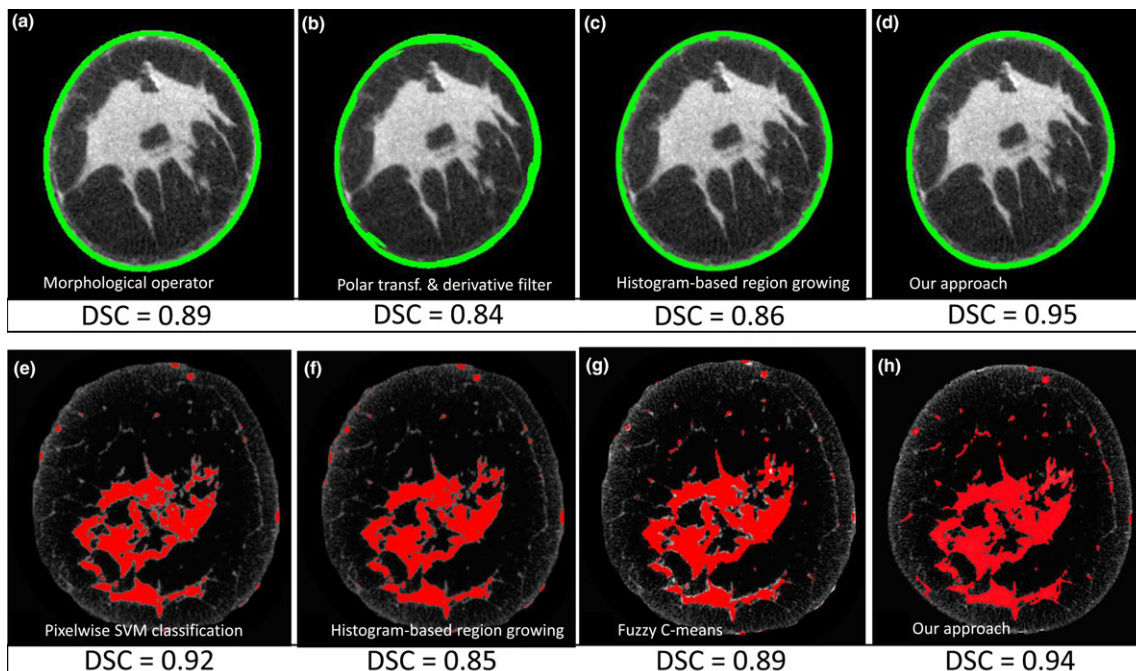 (a)
(b)
(c)
(d)
Morphological operator
Polar transf. & derivative filter
Histogram-based region growing
Our approach
DSC = 0.89
DSC = 0.84
DSC = 0.86
DSC = 0.95
(e)
(f)
(g)
(h)
Pixelwise SVM classification
Histogram-based region growing
Fuzzy C-means
Our approach
DSC = 0.92
DSC = 0.85
DSC = 0.89
DSC = 0.94